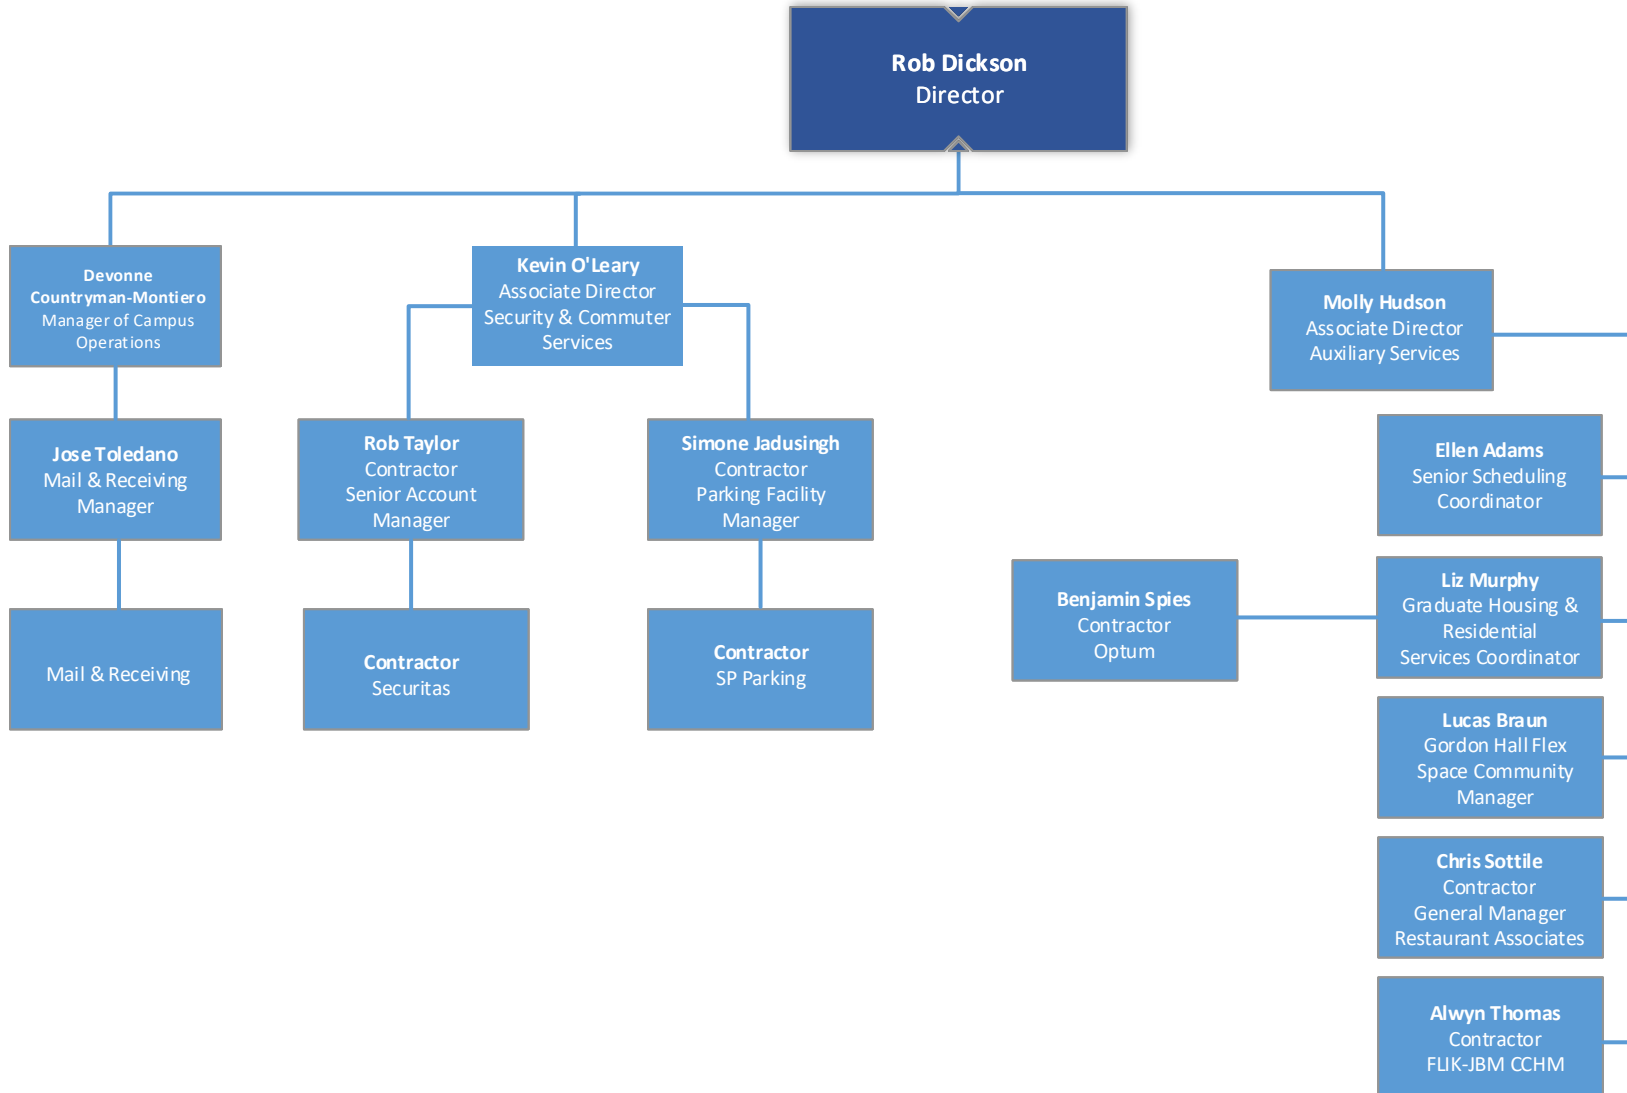 Rob Dickson
Director
Devonne
Countryman-Montiero
Manager of Campus
Operations
Kevin O'Leary
Associate Director
Security & Commuter
Services
Molly Hudson
Associate Director
Auxiliary Services
Jose Toledano
Mail & Receiving
Manager
Rob Taylor
Contractor
Senior Account
Manager
Simone Jadusingh
Contractor
Parking Facility
Manager
Ellen Adams
Senior Scheduling
Coordinator
Mail & Receiving
Contractor
Securitas
Contractor
SP Parking
Benjamin Spies
Contractor
Optum
Liz Murphy
Graduate Housing &
Residential
Services Coordinator
Lucas Braun
Gordon Hall Flex
Space Community
Manager
Chris Sottile
Contractor
General Manager
Restaurant Associates
Alwyn Thomas
Contractor
FLIK-JBM CCHM